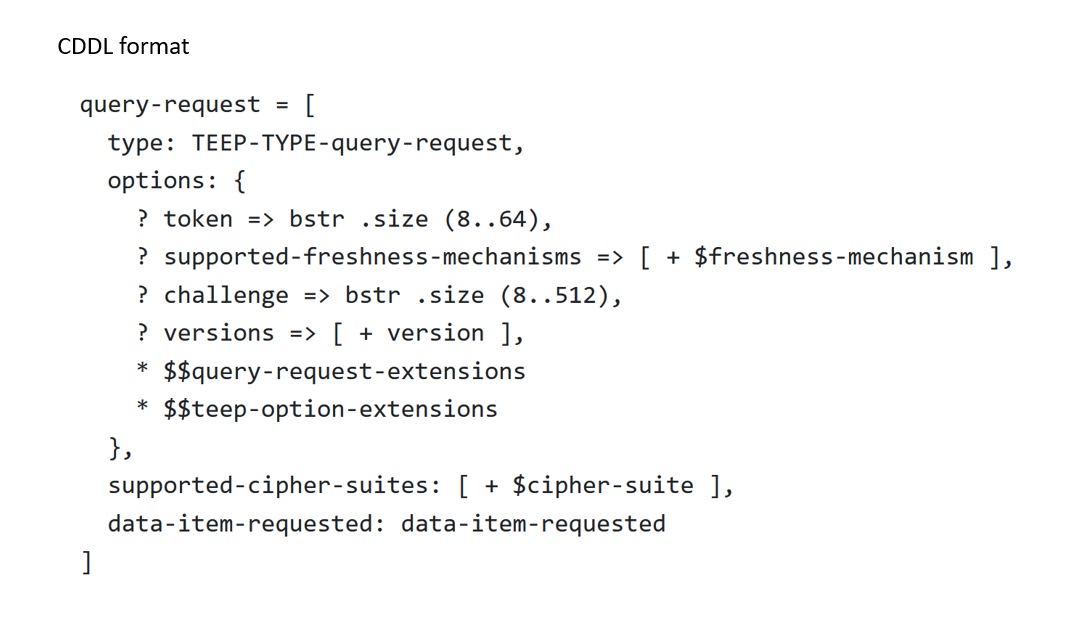 CDDL format
query-request = [
type: TEEP-TYPE-query-request,
options: {
? token => bstr .size (8..64),
? supported-freshness-mechanisms => [ + $freshness-mechanism ],
? challenge => bstr .size (8..512),
? versions => [ + version ],
* $$query-request-extensions
* $$teep-option-extensions
},
supported-cipher-suites: [ + $cipher-suite ],
data-item-requested: data-item-requested
]